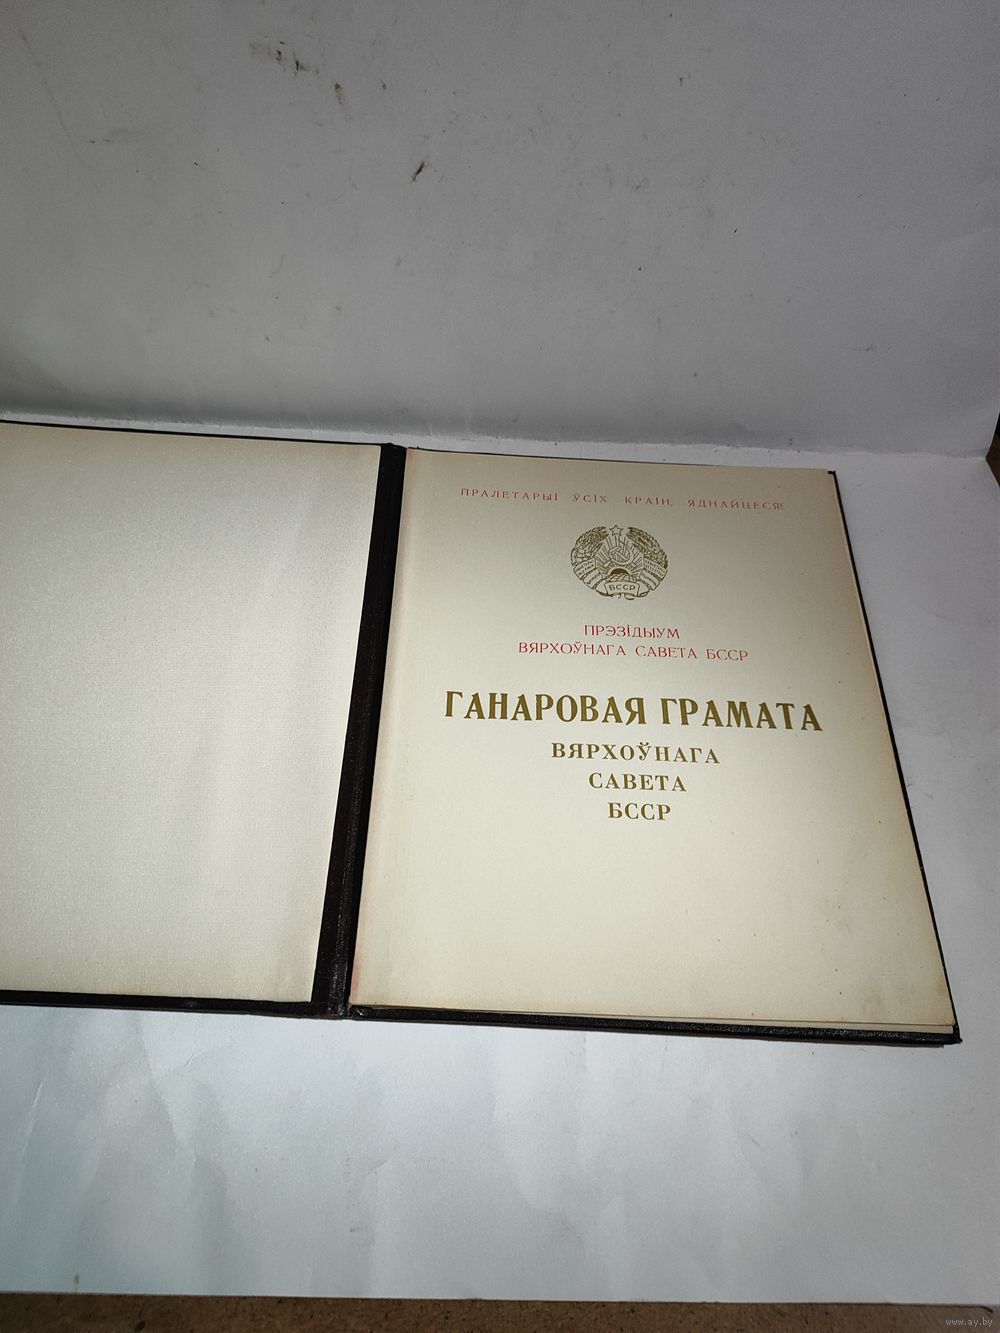 ПРАЛЕТАРЫІ ЎСІХ КРАІН, ЯДНАЙЦЕСЯ!
БССР
ПРЭЗІДЫУМ
ВЯРХОЎНАГА САВЕТА БССР
ГАНАРОВАЯ ГРАМАТА
ВЯРХОЎНАГА
САВЕТА
БССР
www.ay.by